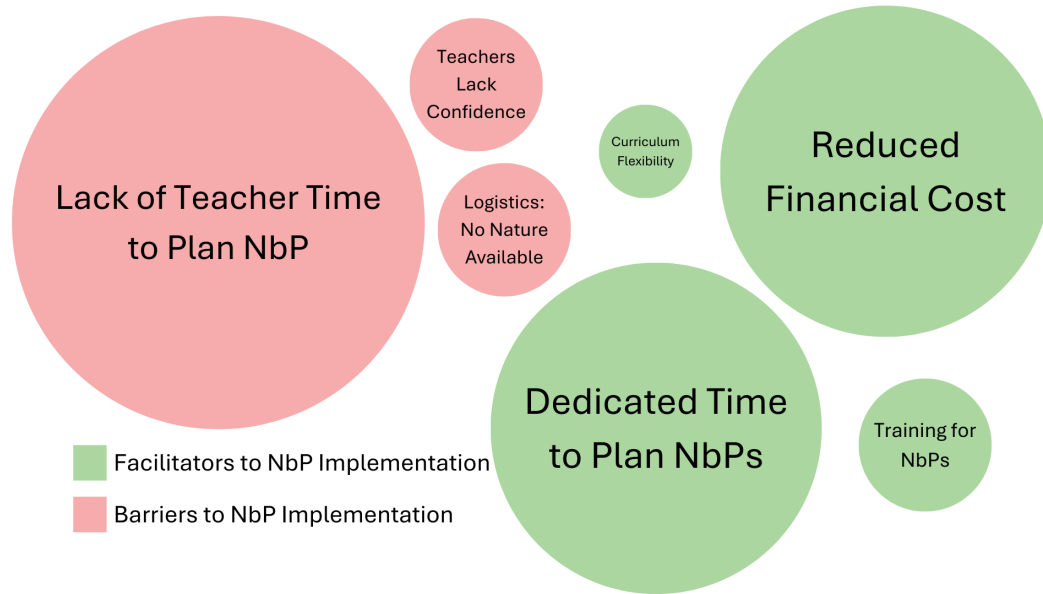 Lack of Teacher Time
to Plan NbP
Teachers
Lack
Confidence
Logistics:
No Nature
Available
Curriculum
Flexibility
Reduced
Financial Cost
Dedicated Time
to Plan NbPs
Training for
NbPs
Facilitators to NbP Implementation
Barriers to NbP Implementation